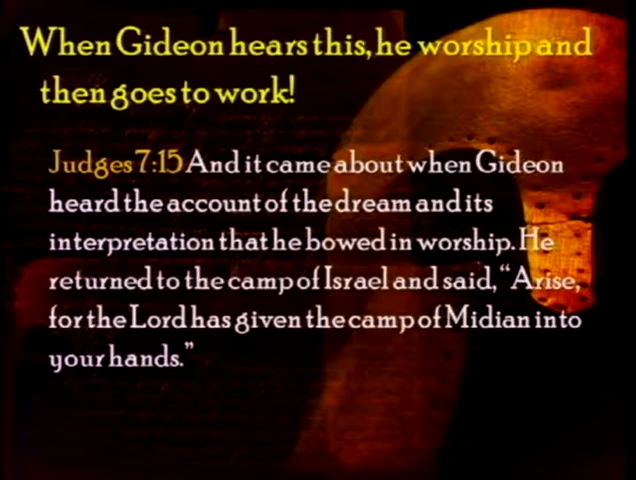 When Gideon hears this, he worship and
then goes to work!
Judges 7:15 And it came about when Gideon
heard the account of the dream and its
interpretation that he bowed in worship. He
returned to the camp of Israel and said, “Arise,
for the Lord has given the camp of Midian into
your hands.”